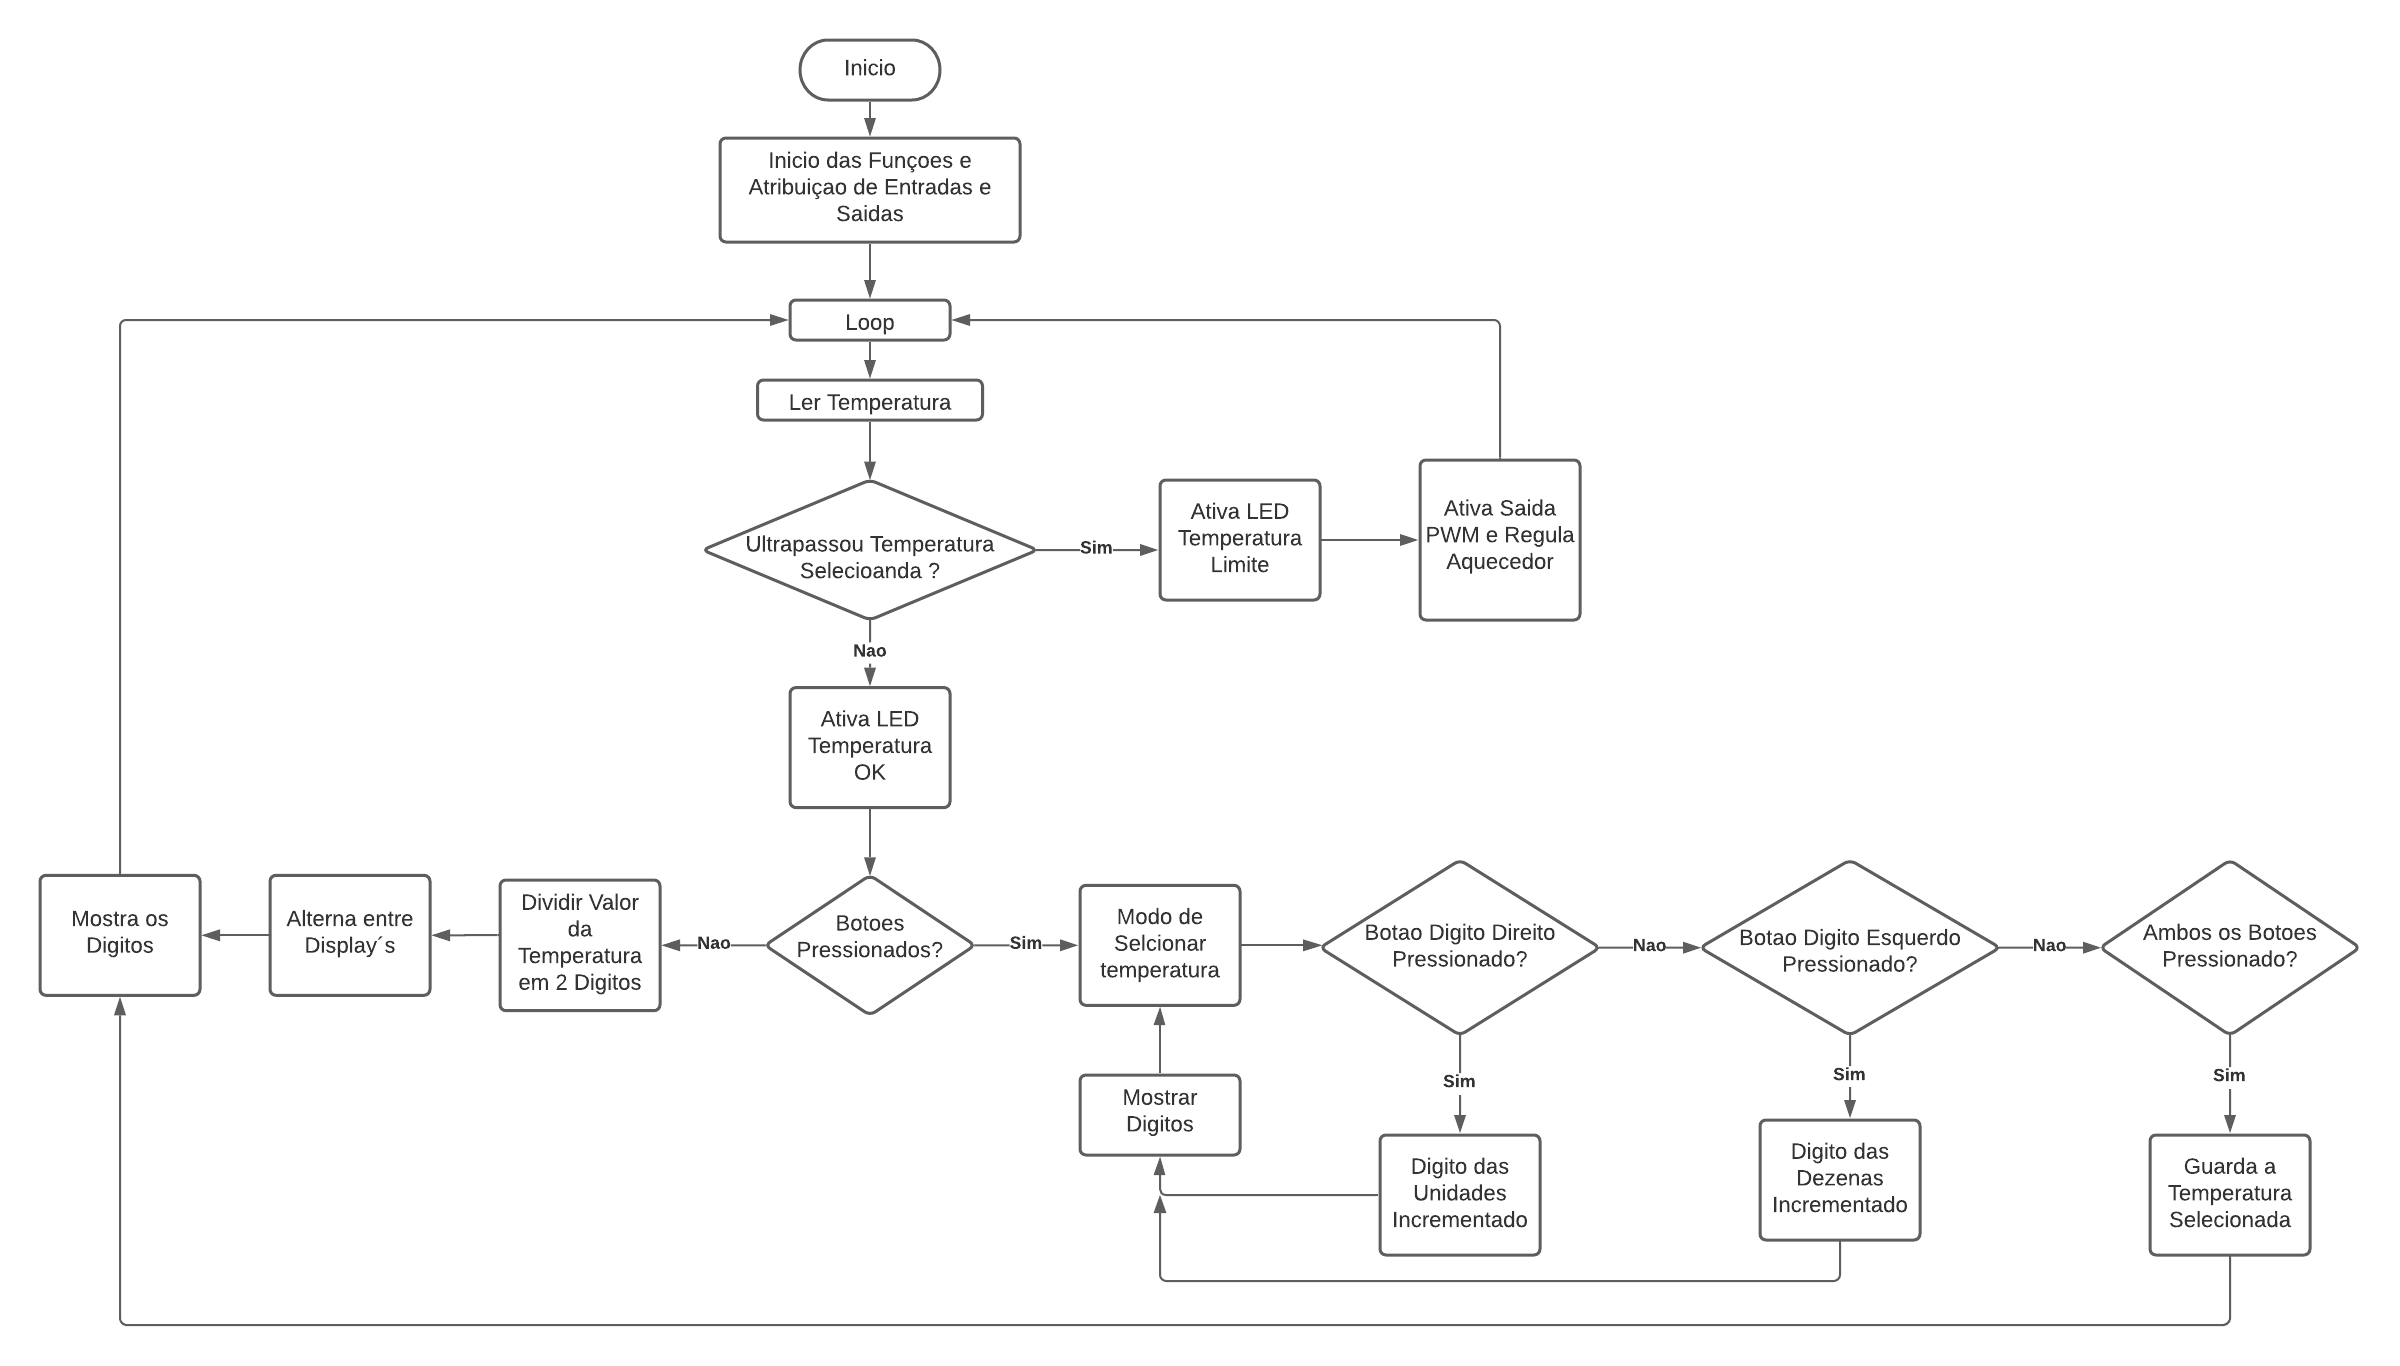 Inicio
Inicio das Funçoes e
Atribuiçao de Entradas e
Saidas
Loop
Ler Temperatura
Ultrapassou Temperatura
Selecioanda ?
Sim
Ativa LED
Temperatura
Limite
Ativa Saida
PWM e Regula
Aquecedor
Nao
Ativa LED
Temperatura
OK
Mostra os
Digitos
Alterna entre
Display´s
Dividir Valor
da
Temperatura
em 2 Digitos
Nao
Botoes
Pressionados?
Sim
Modo de
Selcionar
temperatura
Botao Digito Direito
Pressionado?
Nao
Botao Digito Esquerdo
Pressionado?
Nao
Ambos os Botoes
Pressionado?
Sim
Sim
Sim
Mostrar
Digitos
Digito das
Unidades
Incrementado
Digito das
Dezenas
Incrementado
Guarda a
Temperatura
Selecionada